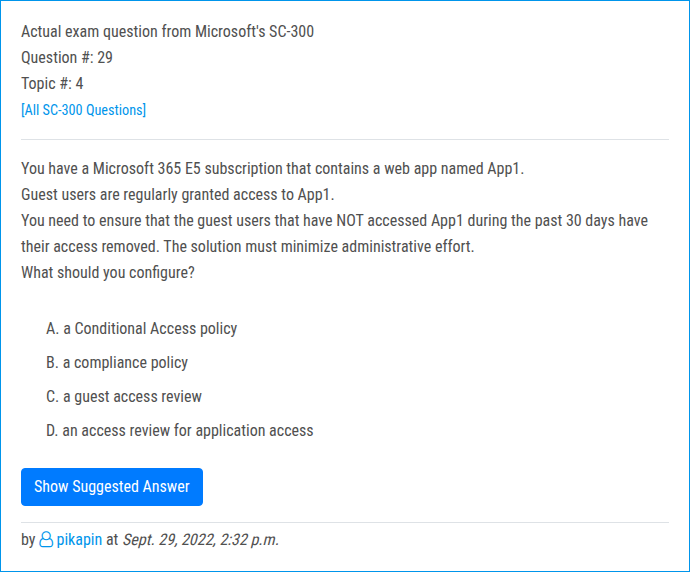 Actual exam question from Microsoft's SC-300
Question #: 29
Topic #: 4
[All SC-300 Questions]
You have a Microsoft 365 E5 subscription that contains a web app named App1.
Guest users are regularly granted access to App1.
You need to ensure that the guest users that have NOT accessed App1 during the past 30 days have
their access removed. The solution must minimize administrative effort.
What should you configure?
A. a Conditional Access policy
B. a compliance policy
C. a guest access review
D. an access review for application access
Show Suggested Answer
by pikapin at Sept. 29, 2022, 2:32 p.m.